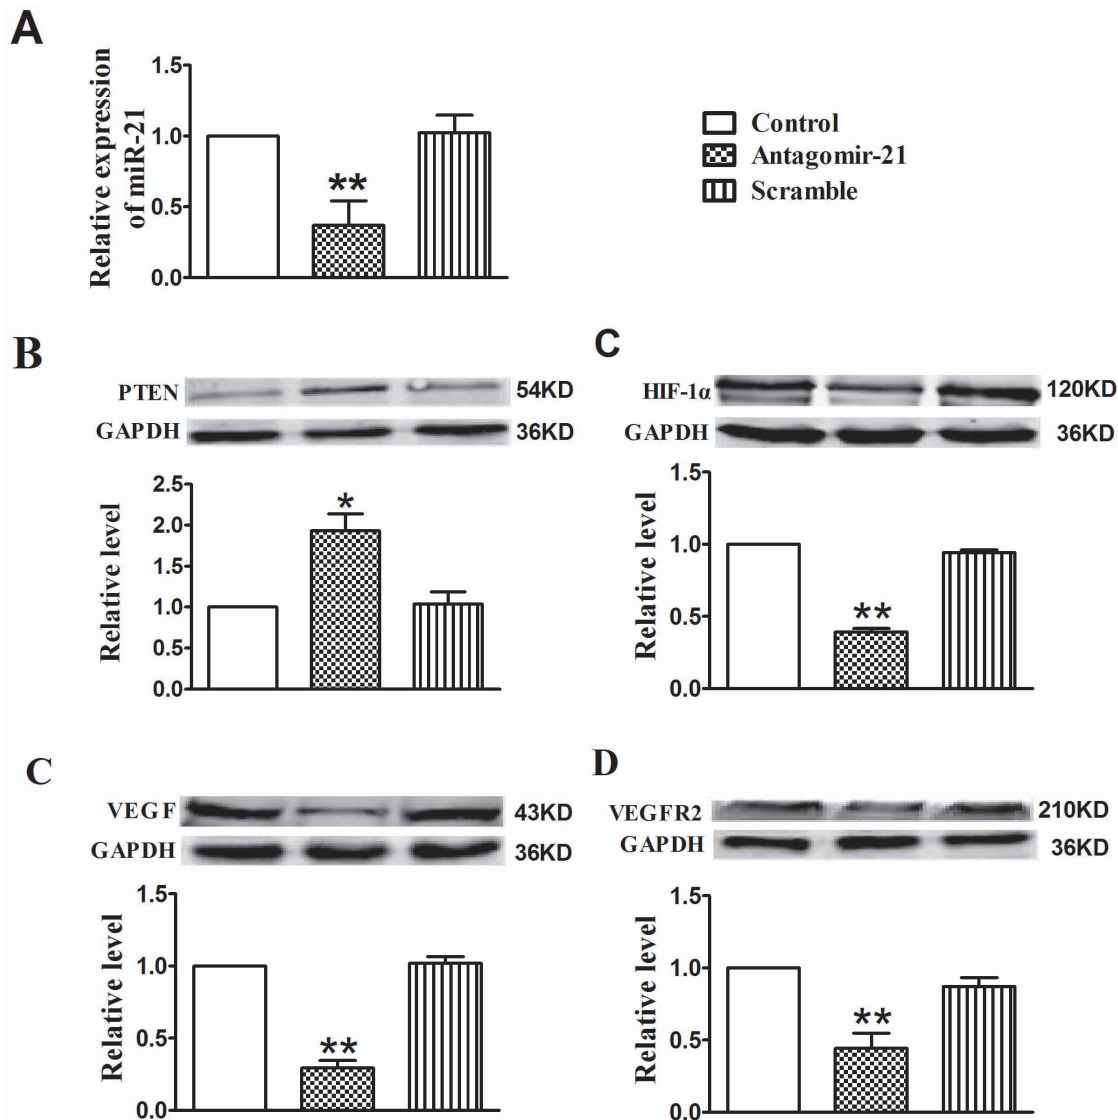 A
Relative expression
of miR-21
1.5
1.0
0.5
0.0
**
Control
Antagomir-21
Scramble
B
PTEN
54KD
GAPDH
36KD
Relative level
2.5
2.0
1.5
1.0
0.5
0.0
*
C
HIF-1α
120KD
GAPDH
36KD
Relative level
1.5
1.0
0.5
0.0
**
C
VEGF
43KD
GAPDH
36KD
Relative level
1.5
1.0
0.5
0.0
**
D
VEGFR2
210KD
GAPDH
36KD
Relative level
1.5
1.0
0.5
0.0
**